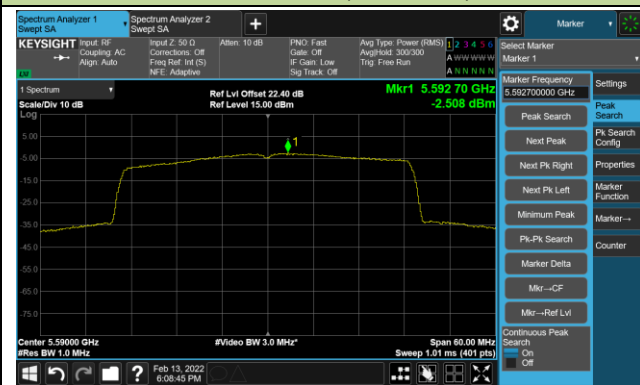 Spectrum Analyzer 1
Swept SA
Spectrum Analyzer 2
Swept SA
+
Marker
KEYSIGHT
Input: RF
Coupling: AC
Align: Auto
Input Z: 50 Ω
Corrections: Off
Freq Ref: Int (S)
NFE: Adaptive
Atten: 10 dB
PNO: Fast
Gate: Off
IF Gain: Low
Sig Track: Off
Avg Type: Power (RMS)
Avg|Hold: 300/300
Trig: Free Run
1 2 3 4 5 6
A W W W W W
A N N N N N
Select Marker
Marker 1
1 Spectrum
Scale/Div 10 dB
Log
Ref Lvl Offset 22.40 dB
Ref Level 15.00 dBm
Mkr1 5.592 70 GHz
-2.508 dBm
5.00
-5.00
-15.0
-25.0
-35.0
-45.0
-55.0
-65.0
-75.0
1
Center 5.59000 GHz
#Res BW 1.0 MHz
#Video BW 3.0 MHz*
Span 60.00 MHz
Sweep 1.01 ms (401 pts)
Marker Frequency
5.592700000 GHz
Peak Search
Next Peak
Next Pk Right
Next Pk Left
Minimum Peak
Pk-Pk Search
Marker Delta
Mkr→CF
Mkr→Ref Lvl
Continuous Peak
Search
On
Off
Settings
Peak
Search
Pk Search
Config
Properties
Marker
Function
Marker→
Counter
?
Feb 13, 2022
6:08:45 PM